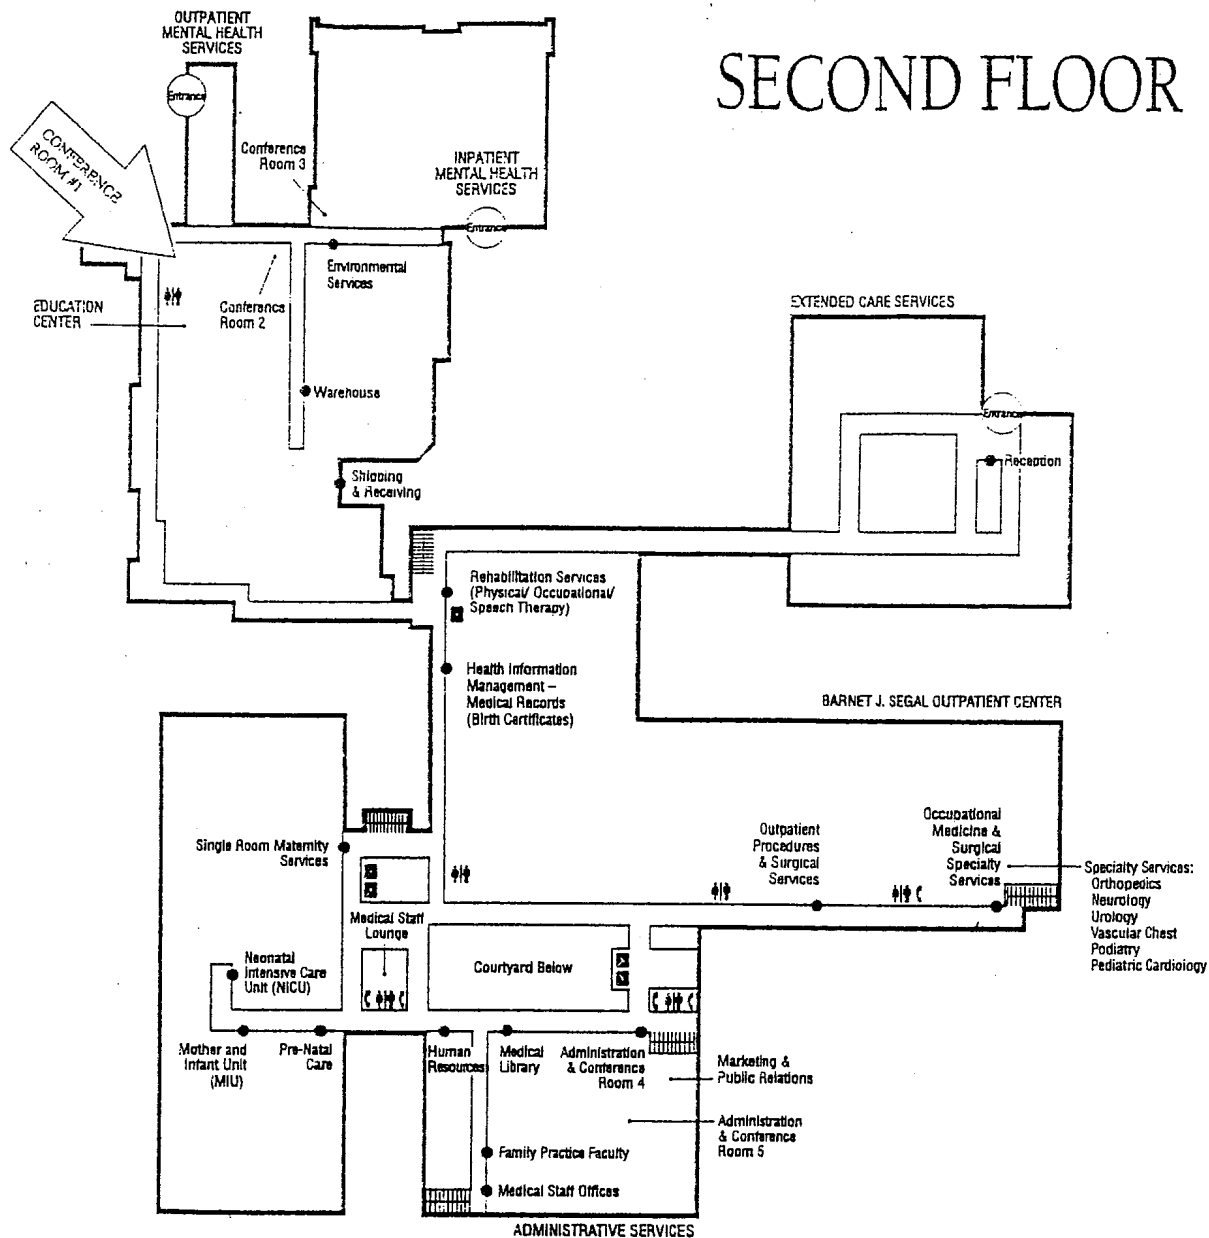 SECOND FLOOR
OUTPATIENT
MENTAL HEALTH
SERVICES
Entrance
CONFERENCE
ROOM #1
Conference
Room 3
INPATIENT
MENTAL HEALTH
SERVICES
Entrance
Environmental
Services
EDUCATION
CENTER
Conference
Room 2
EXTENDED CARE SERVICES
Warehouse
Entrance
Reception
Shipping
& Receiving
Rehabilitation Services
(Physical/ Occupational/
Speech Therapy)
Health Information
Management –
Medical Records
(Birth Certificates)
BARNET J. SEGAL OUTPATIENT CENTER
Single Room Maternity
Services
Outpatient
Procedures
& Surgical
Services
Occupational
Medicine &
Surgical
Specialty
Services
Specialty Services:
Orthopedics
Neurology
Urology
Vascular Chest
Podiatry
Pediatric Cardiology
Medical Staff
Lounge
Neonatal
Intensive Care
Unit (NICU)
Courtyard Below
Mother and
Infant Unit
(MIU)
Pre-Natal
Care
Human
Resources
Medical
Library
Administration
& Conference
Room 4
Marketing &
Public Relations
Administration
& Conference
Room 5
Family Practice Faculty
Medical Staff Offices
ADMINISTRATIVE SERVICES